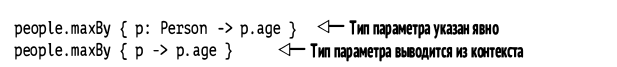 people.maxBy { p: Person -> p.age } Тип параметра указан явно
people.maxBy { p -> p.age } Тип параметра выводится из контекста